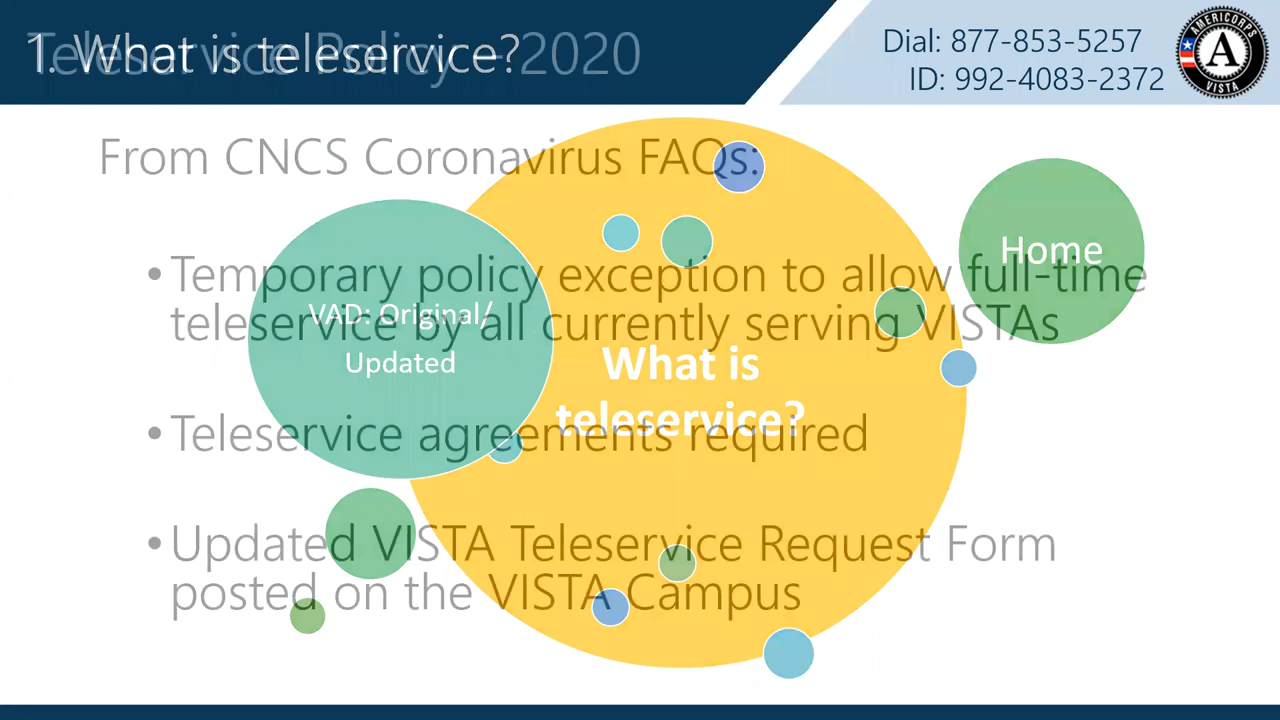 1. What is teleservice?
Teleservice Policy - 2020
Dial: 877-853-5257
ID: 992-4083-2372
AMERICORPS
A
VISTA
From CNCS Coronavirus FAQs:
•Temporary policy exception to allow full-time
teleservice by all currently serving VISTAs
•Teleservice agreements required
•Updated VISTA Teleservice Request Form
posted on the VISTA Campus
VAD: Original/
Updated
What is
teleservice?
Home